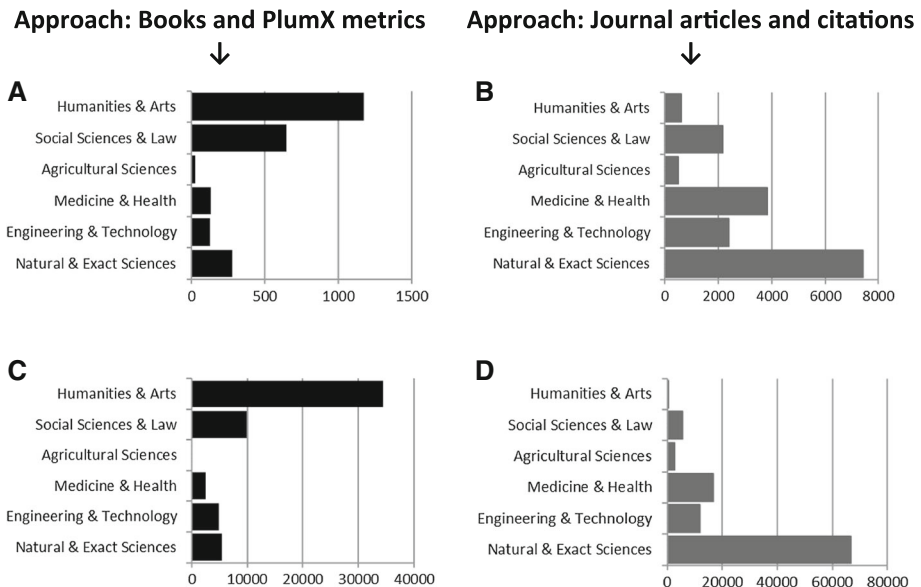 Approach: Books and PlumX metrics
↓
A
Humanities & Arts
Social Sciences & Law
Agricultural Sciences
Medicine & Health
Engineering & Technology
Natural & Exact Sciences
0 500 1000 1500
Approach: Journal articles and citations
↓
B
Humanities & Arts
Social Sciences & Law
Agricultural Sciences
Medicine & Health
Engineering & Technology
Natural & Exact Sciences
0 2000 4000 6000 8000
C
Humanities & Arts
Social Sciences & Law
Agricultural Sciences
Medicine & Health
Engineering & Technology
Natural & Exact Sciences
0 10000 20000 30000 40000
D
Humanities & Arts
Social Sciences & Law
Agricultural Sciences
Medicine & Health
Engineering & Technology
Natural & Exact Sciences
0 20000 40000 60000 80000